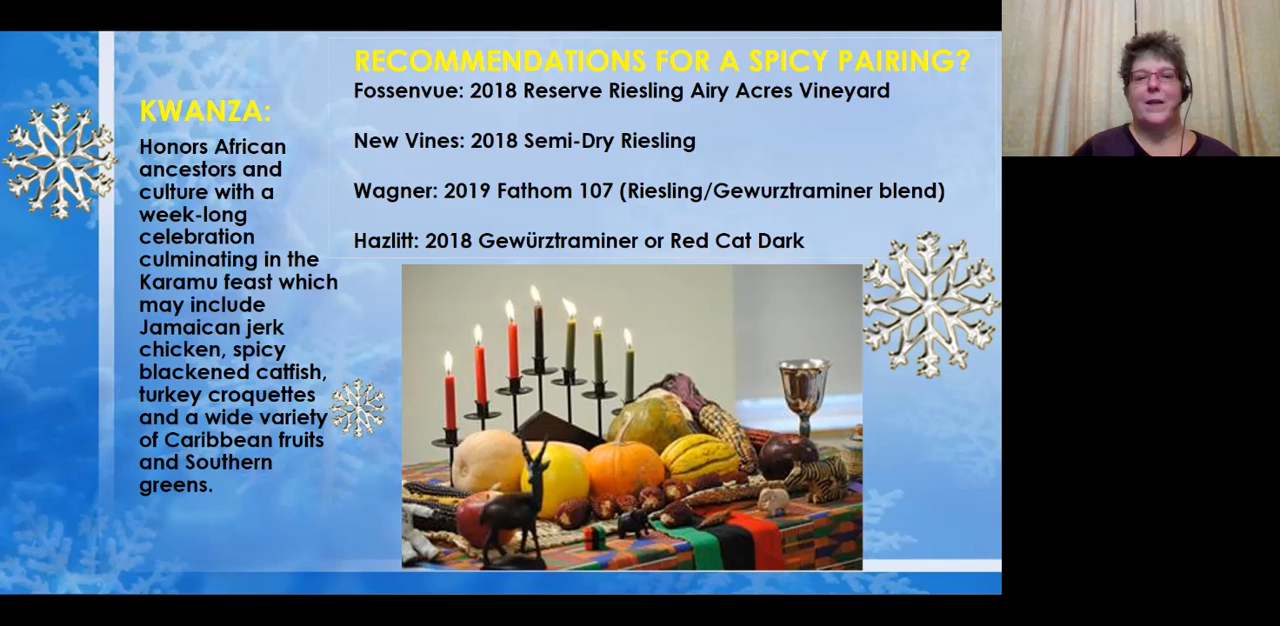 RECOMMENDATIONS FOR A SPICY PAIRING?
Fossenvue: 2018 Reserve Riesling Airy Acres Vineyard
New Vines: 2018 Semi-Dry Riesling
Wagner: 2019 Fathom 107 (Riesling/Gewurztraminer blend)
Hazlitt: 2018 Gewürztraminer or Red Cat Dark
KWANZA:
Honors African
ancestors and
culture with a
week-long
celebration
culminating in the
Karamu feast which
may include
Jamaican jerk
chicken, spicy
blackened catfish,
turkey croquettes
and a wide variety
of Caribbean fruits
and Southern
greens.